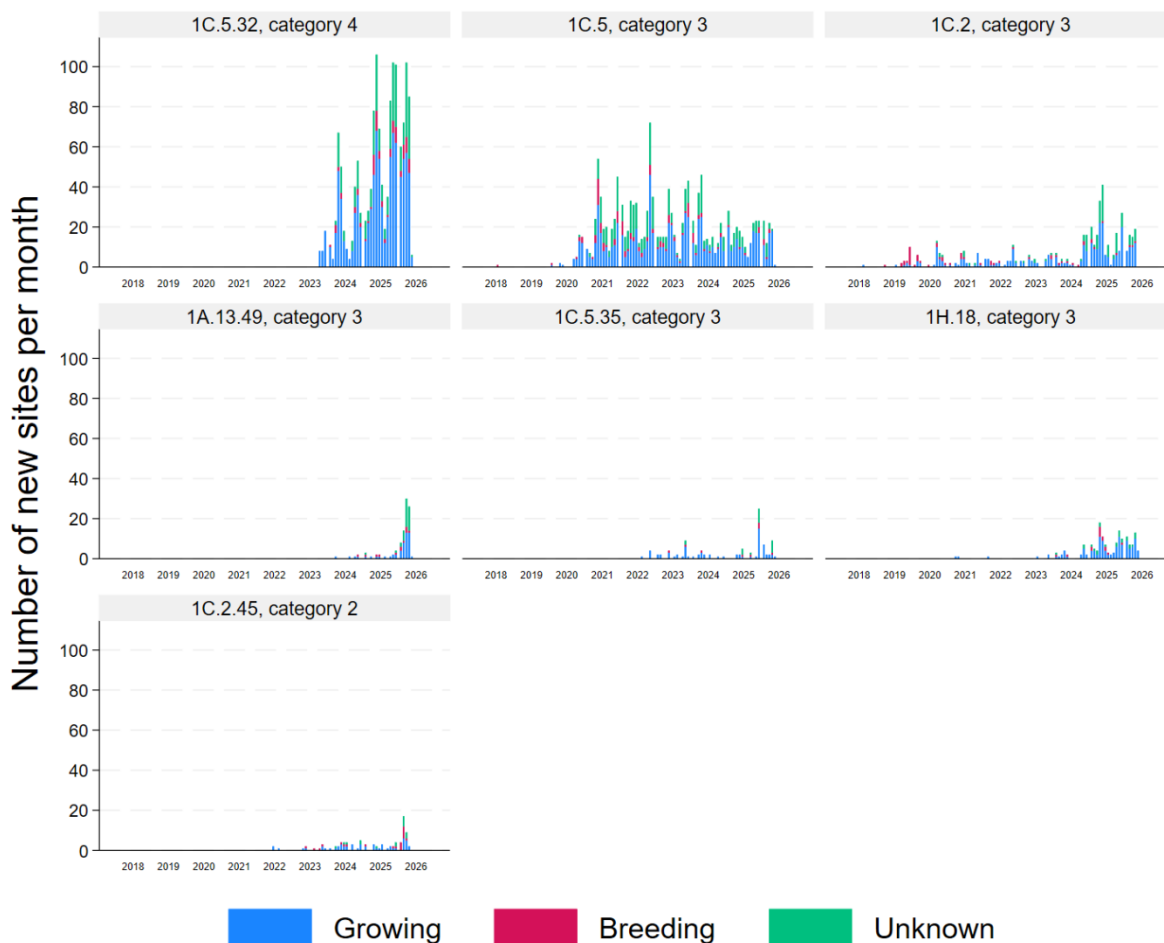 Number of new sites per month
1C.5.32, category 4
1C.5, category 3
1C.2, category 3
100
80
60
40
20
0
2018 2019 2020 2021 2022 2023 2024 2025 2026
2018 2019 2020 2021 2022 2023 2024 2025 2026
2018 2019 2020 2021 2022 2023 2024 2025 2026
1A.13.49, category 3
1C.5.35, category 3
1H.18, category 3
100
80
60
40
20
0
2018 2019 2020 2021 2022 2023 2024 2025 2026
2018 2019 2020 2021 2022 2023 2024 2025 2026
2018 2019 2020 2021 2022 2023 2024 2025 2026
1C.2.45, category 2
100
80
60
40
20
0
2018 2019 2020 2021 2022 2023 2024 2025 2026
Growing Breeding Unknown